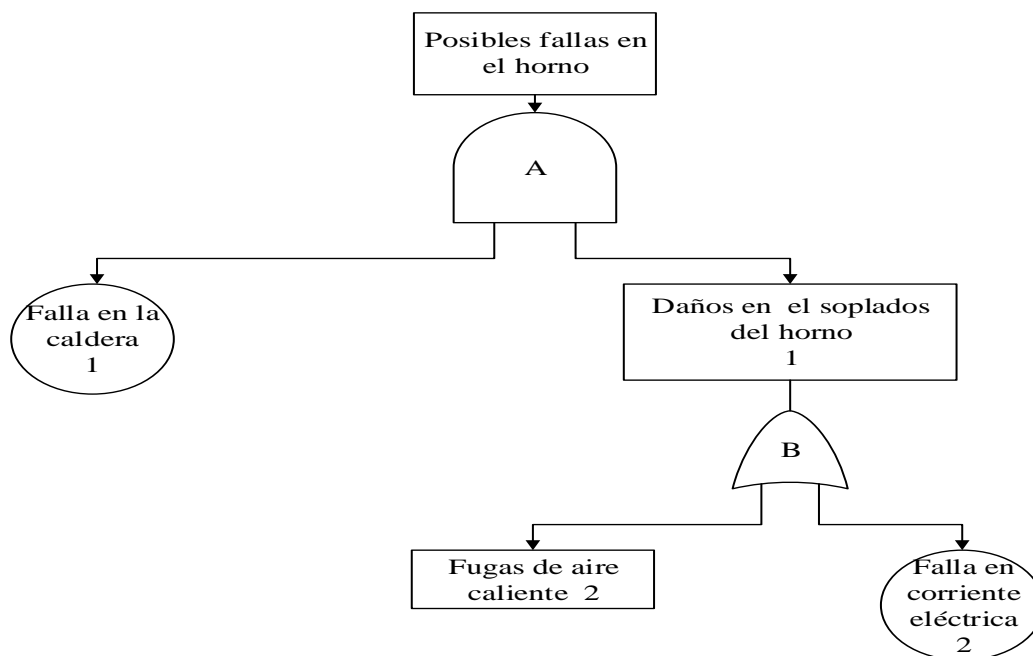 Posibles fallas en
el horno
A
Falla en la
caldera
1
Daños en el soplados
del horno
1
B
Fugas de aire
caliente 2
Falla en
corriente
eléctrica
2